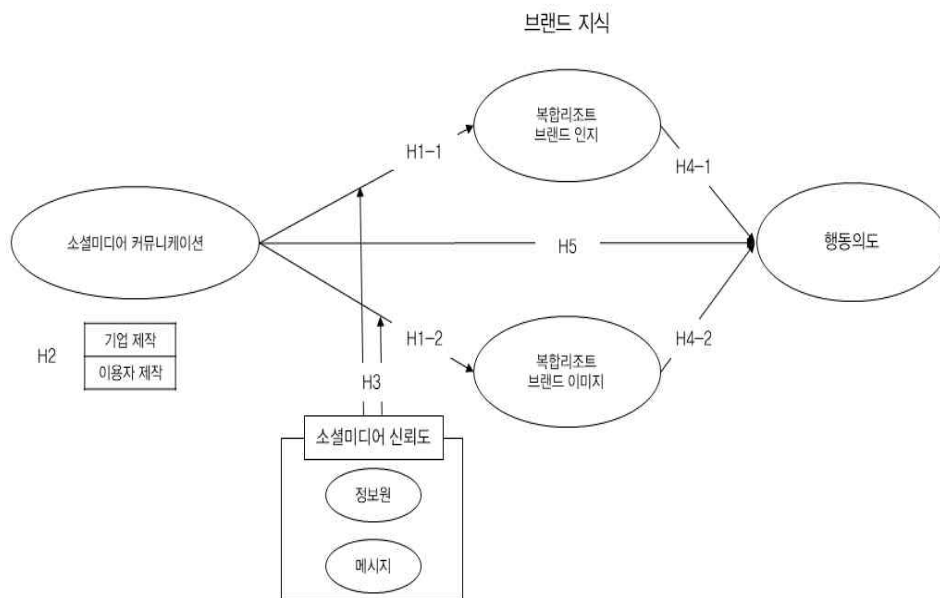 브랜드 지식
복합리조트
브랜드 인지
H1-1
H4-1
소셜미디어 커뮤니케이션
H5
행동의도
H1-2
H4-2
H2
기업 제작
이용자 제작
복합리조트
브랜드 이미지
H3
소셜미디어 신뢰도
정보원
메시지